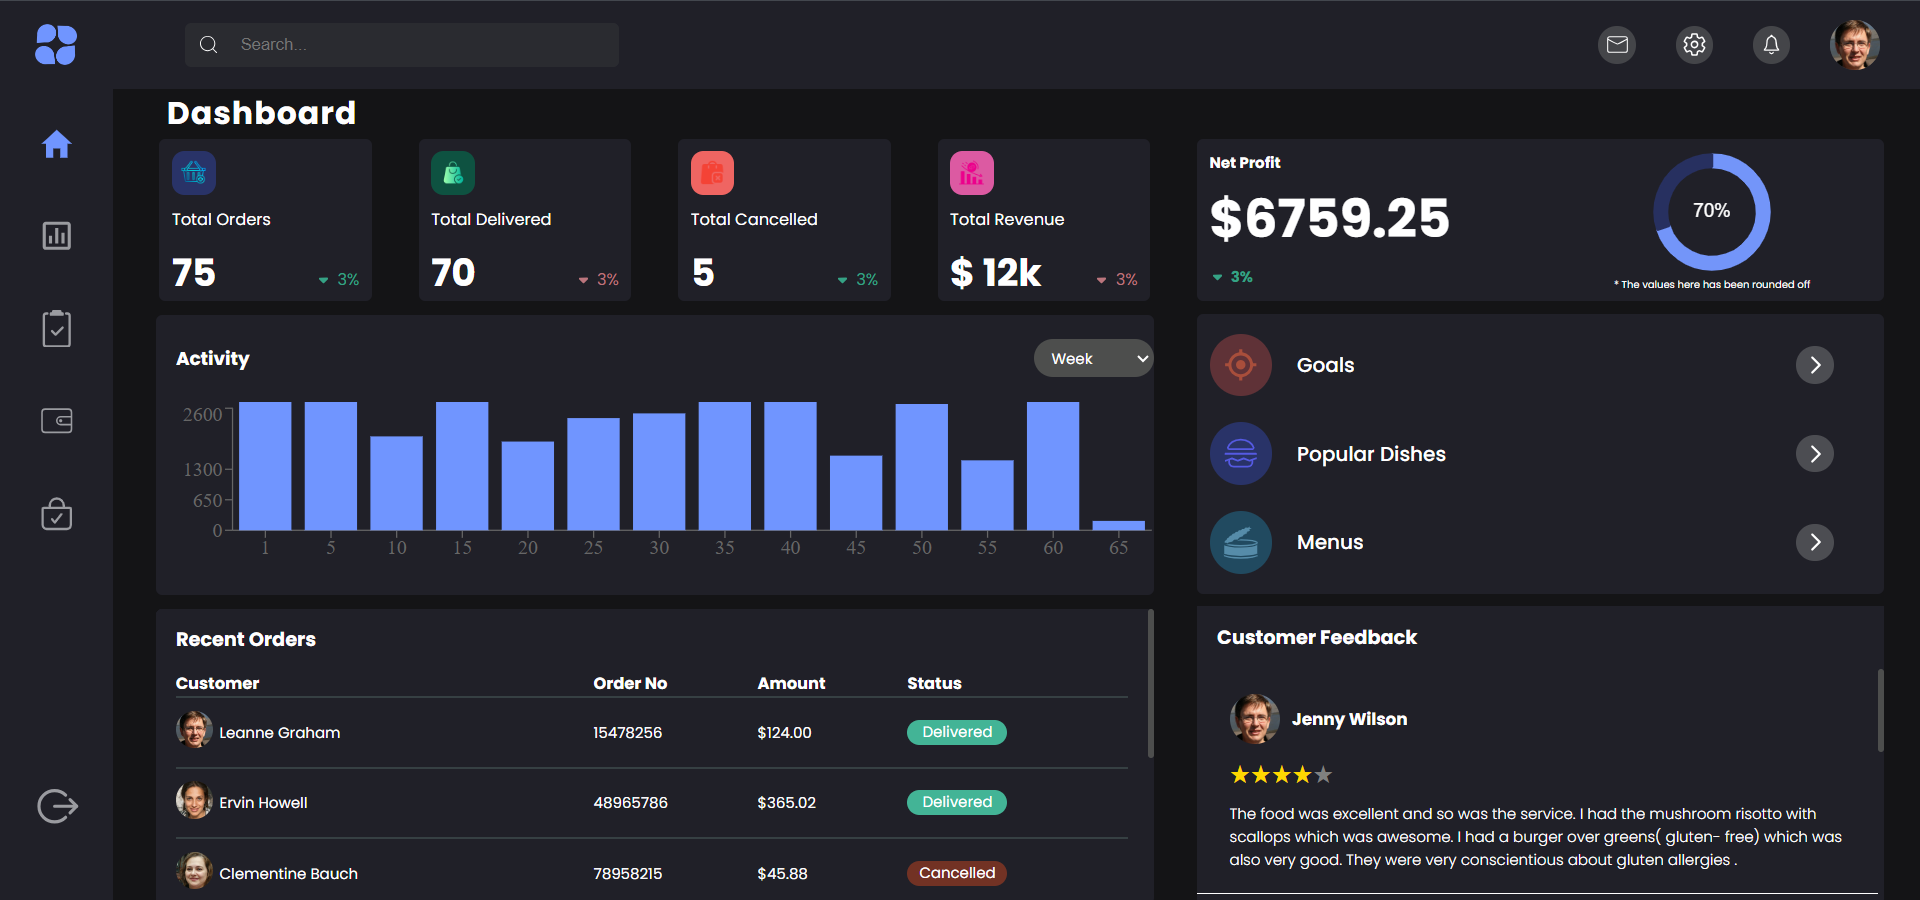 Search...
Dashboard
Total Orders
75
3%
Total Delivered
70
3%
Total Cancelled
5
3%
Total Revenue
$ 12k
3%
Net Profit
$6759.25
3%
70%
* The values here has been rounded off
Activity
Week
2600
1300
650
0
1 5 10 15 20 25 30 35 40 45 50 55 60 65
Goals
Popular Dishes
Menus
Recent Orders
Customer Order No Amount Status
Leanne Graham 15478256 $124.00 Delivered
Ervin Howell 48965786 $365.02 Delivered
Clementine Bauch 78958215 $45.88 Cancelled
Customer Feedback
Jenny Wilson
The food was excellent and so was the service. I had the mushroom risotto with
scallops which was awesome. I had a burger over greens( gluten- free) which was
also very good. They were very conscientious about gluten allergies .